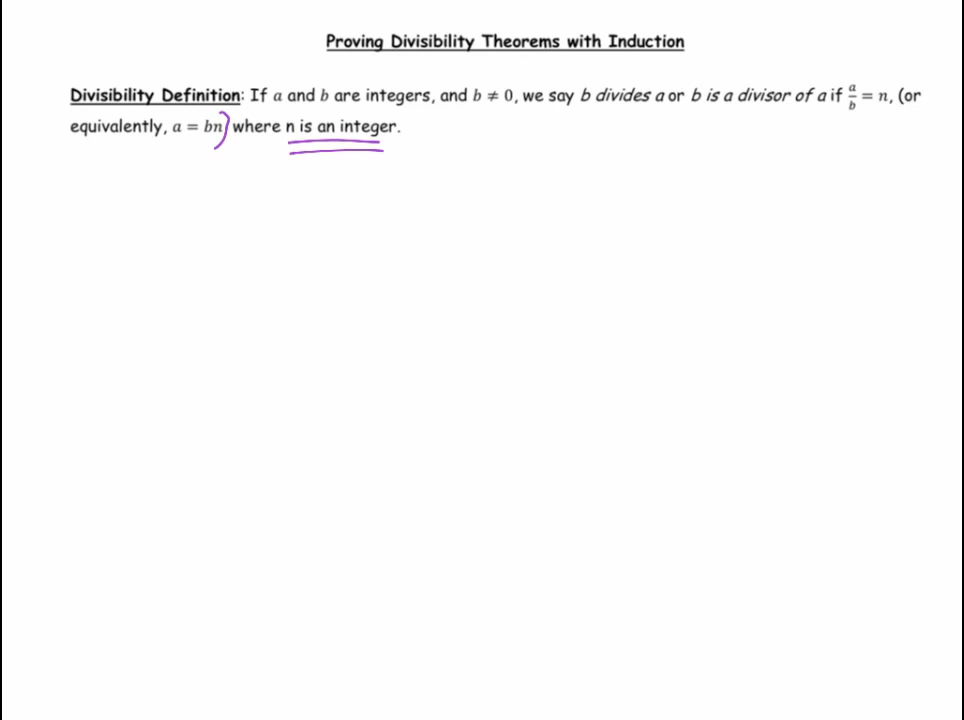 Proving Divisibility Theorems with Induction
Divisibility Definition: If a and b are integers, and b ≠ 0, we say b divides a or b is a divisor of a if a/b = n, (or
equivalently, a = bn) where n is an integer.